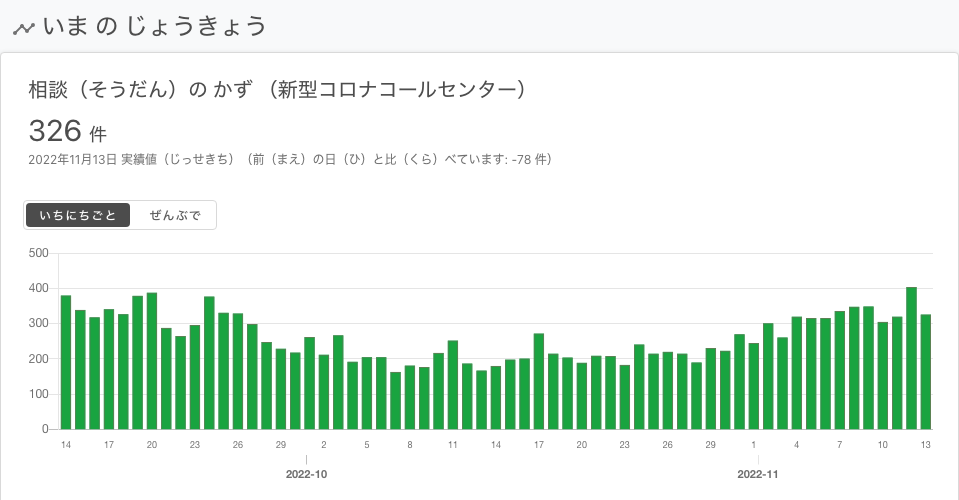 いま の じょうきょう
相談（そうだん）の かず （新型コロナコールセンター）
326 件
2022年11月13日 実績値（じっせきち）（前（まえ）の日（ひ）と比（くら）べています: -78 件）
いちにちごと ぜんぶで
500
400
300
200
100
0
14 17 20 23 26 29 2 5 8 11 14 17 20 23 26 29 1 4 7 10 13
2022-10 2022-11